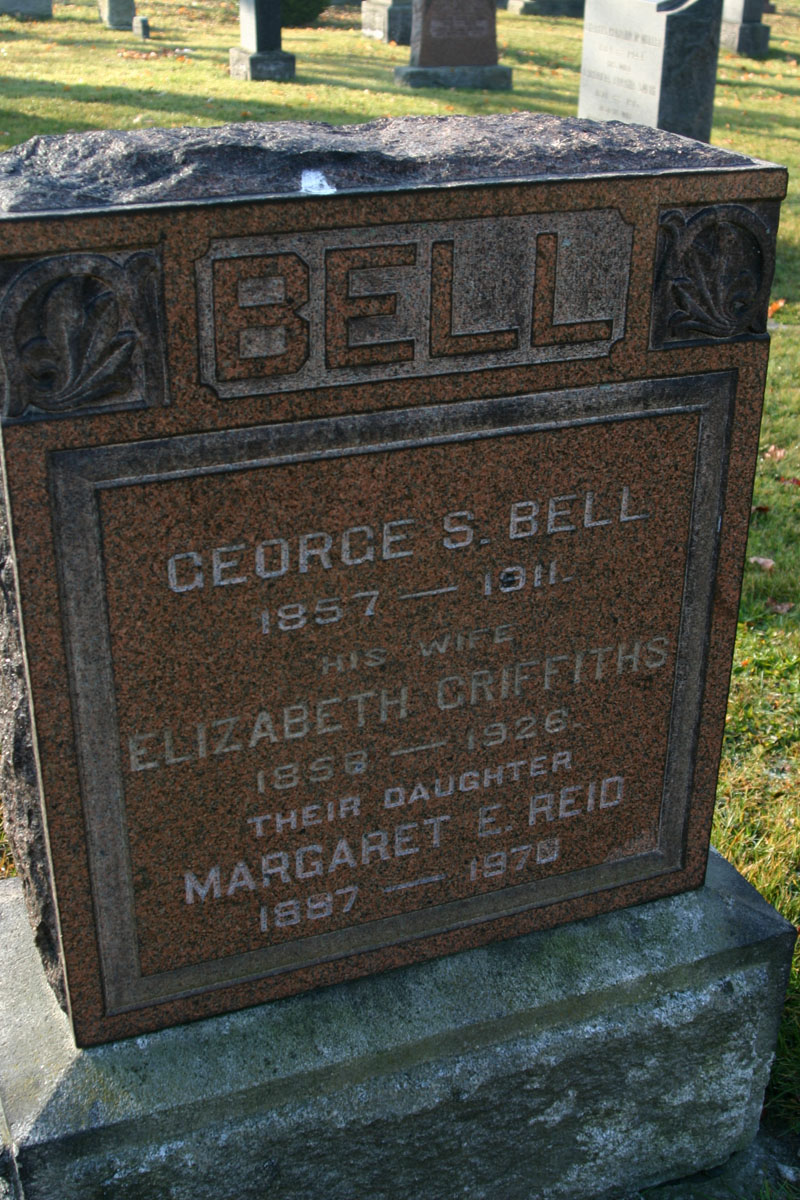 BELL
GEORGE S. BELL
1857 — 1911.
HIS WIFE
ELIZABETH GRIFFITHS
1858 — 1926.
THEIR DAUGHTER
MARGARET E. REID
1887 — 1970